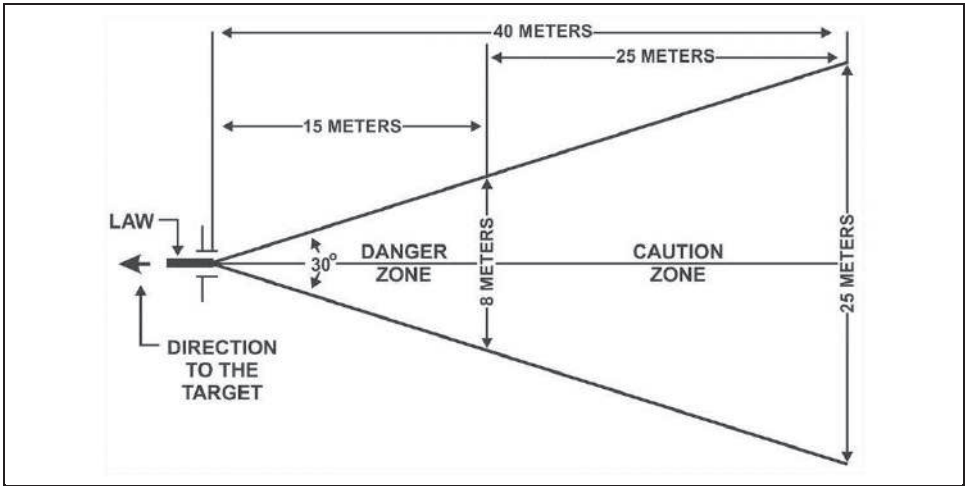 40 METERS
25 METERS
15 METERS
LAW
30°
DANGER
ZONE
8 METERS
CAUTION
ZONE
25 METERS
DIRECTION
TO THE
TARGET